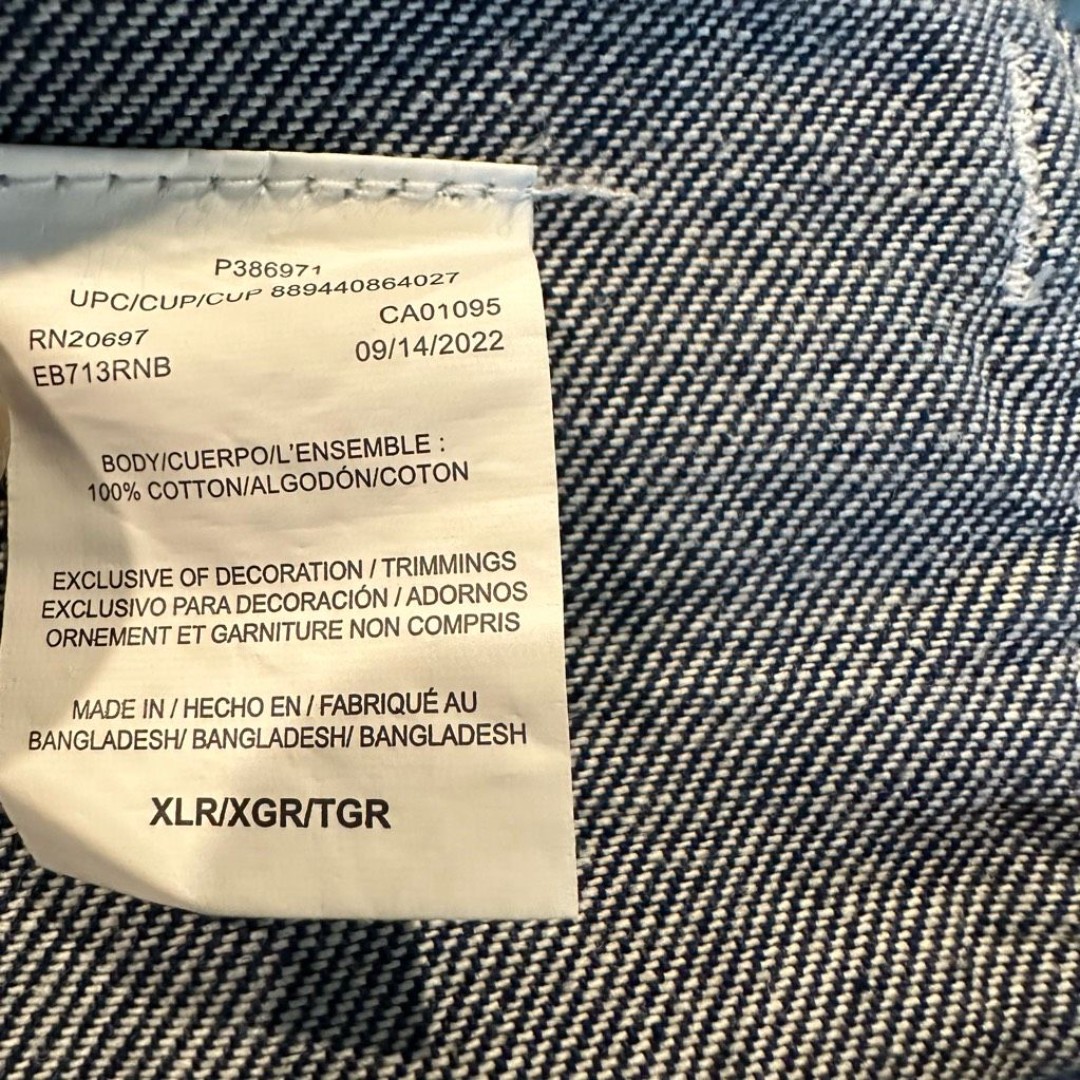 P386971
UPC/CUP/CUP 889440864027
RN20697 CA01095
EB713RNB 09/14/2022
BODY/CUERPO/L'ENSEMBLE :
100% COTTON/ALGODÓN/COTON
EXCLUSIVE OF DECORATION / TRIMMINGS
EXCLUSIVO PARA DECORACIÓN / ADORNOS
ORNEMENT ET GARNITURE NON COMPRIS
MADE IN / HECHO EN / FABRIQUÉ AU
BANGLADESH/ BANGLADESH/ BANGLADESH
XLR/XGR/TGR